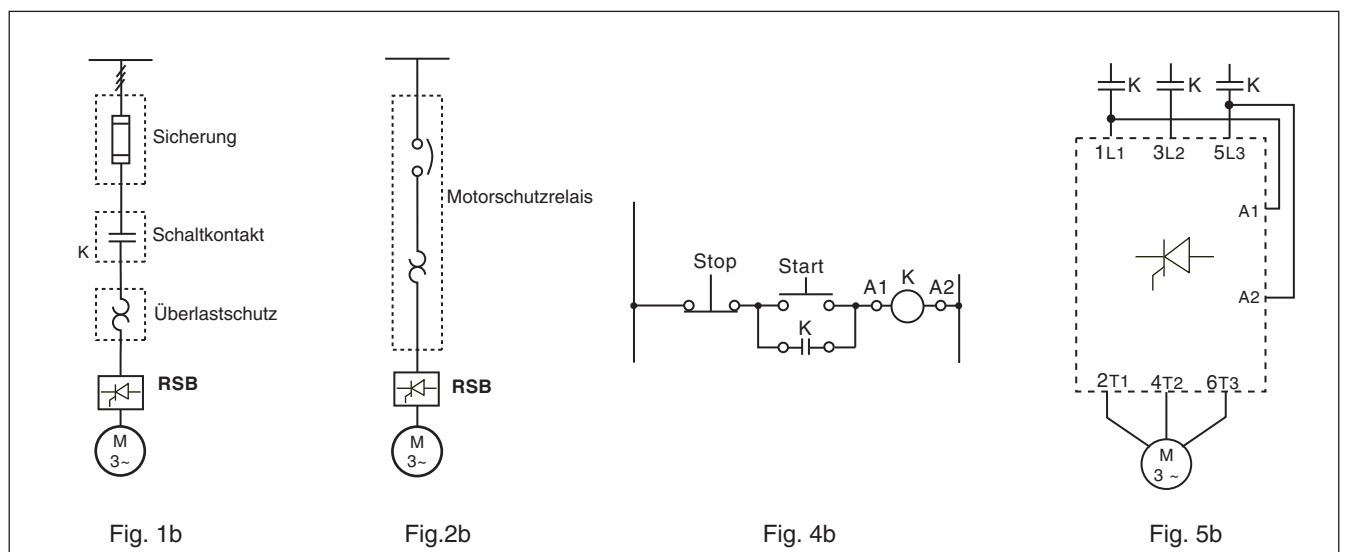 Sicherung
Schaltkontakt
K
Überlastschutz
RSB
M
3~
Fig. 1b
Motorschutzrelais
RSB
M
3~
Fig.2b
Stop
Start
A1
K
A2
K
Fig. 4b
K
K
K
1L1
3L2
5L3
A1
A2
2T1
4T2
6T3
M
3 ~
Fig. 5b